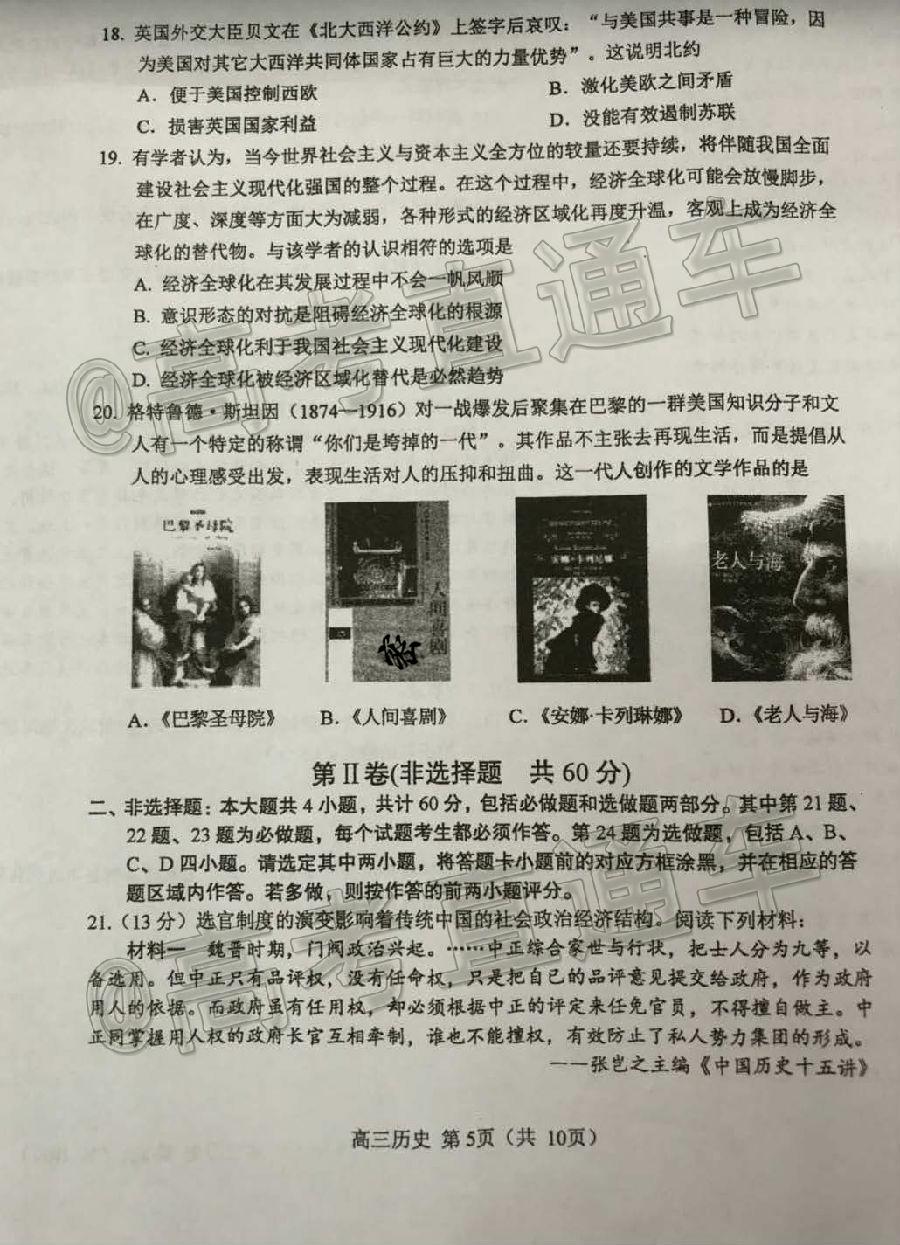 18. 英国外交大臣贝文在《北大西洋公约》上签字后哀叹：“与美国共事是一种冒险，因
为美国对其它大西洋共同体国家占有巨大的力量优势”。这说明北约
A．便于美国控制西欧 B．激化美欧之间矛盾
C．损害英国国家利益 D．没能有效遏制苏联
19. 有学者认为，当今世界社会主义与资本主义全方位的较量还要持续，将伴随我国全面
建设社会主义现代化强国的整个过程。在这个过程中，经济全球化可能会放慢脚步，
在广度、深度等方面大为减弱，各种形式的经济区域化再度升温，客观上成为经济全
球化的替代物。与该学者的认识相符的选项是
A. 经济全球化在其发展过程中不会一帆风顺
B. 意识形态的对抗是阻碍经济全球化的根源
C. 经济全球化利于我国社会主义现代化建设
D. 经济全球化被经济区域化替代是必然趋势
20. 格特鲁德·斯坦因（1874—1916）对一战爆发后聚集在巴黎的一群美国知识分子和文
人有一个特定的称谓“你们是垮掉的一代”。其作品不主张去再现生活，而是提倡从
人的心理感受出发，表现生活对人的压抑和扭曲。这一代人创作的文学作品的是
巴黎圣母院
人间喜剧
安娜·卡列尼娜
老人与海
A．《巴黎圣母院》 B．《人间喜剧》 C．《安娜·卡列琳娜》 D．《老人与海》
第Ⅱ卷(非选择题 共 60 分)
二、非选择题：本大题共 4 小题，共计 60 分，包括必做题和选做题两部分。其中第 21 题、
22 题、23 题为必做题，每个试题考生都必须作答。第 24 题为选做题，包括 A、B、
C、D 四小题。请选定其中两小题，将答题卡小题前的对应方框涂黑，并在相应的答
题区域内作答。若多做，则按作答的前两小题评分。
21.（13 分）选官制度的演变影响着传统中国的社会政治经济结构。阅读下列材料：
材料一 魏晋时期，门阀政治兴起。……中正综合家世与行状，把士人分为九等，以
备选用。但中正只有品评权，没有任命权，只是把自己的品评意见提交给政府，作为政府
用人的依据。而政府虽有任用权，却必须根据中正的评定来任免官员，不得擅自做主。中
正同掌握用人权的政府长官互相牵制，谁也不能擅权，有效防止了私人势力集团的形成。
——张岂之主编《中国历史十五讲》
高三历史 第 5页（共 10页）
@高考直通车
@高考直通车